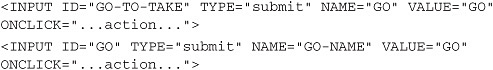 <INPUT ID="GO-TO-TAKE" TYPE="submit" NAME="GO" VALUE="GO"
ONCLICK="...action...">
<INPUT ID="GO" TYPE="submit" NAME="GO-NAME" VALUE="GO"
ONCLICK="...action...">